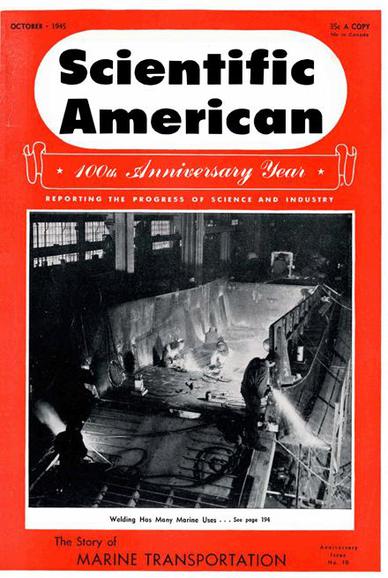 OCTOBER • 1945
35c A COPY
Scientific
American
★ 100th Anniversary Year ★
REPORTING THE PROGRESS OF SCIENCE AND INDUSTRY
Welding Has Many Marine Uses . . . See page 194
The Story of
MARINE TRANSPORTATION
Anniversary
Issue
No. 10